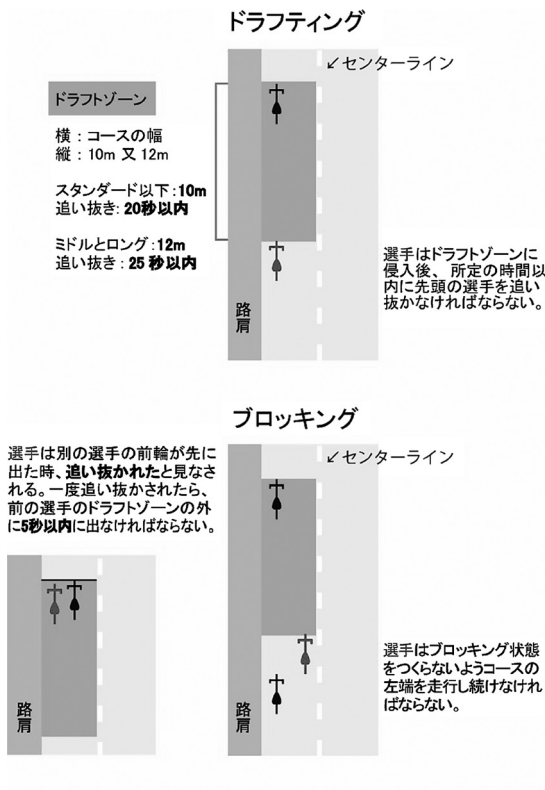 ドラフティング
↙センターライン
ドラフトゾーン
横：コースの幅
縦：10m 又 12m
スタンダード以下：10m
追い抜き：20秒以内
ミドルとロング：12m
追い抜き：25 秒以内
選手はドラフトゾーンに
侵入後、 所定の時間以
内に先頭の選手を追い
抜かなければならない。
路肩
ブロッキング
↙センターライン
選手は別の選手の前輪が先に
出た時、追い抜かれたと見なさ
れる。一度追い抜かされたら、
前の選手のドラフトゾーンの外
に5秒以内に出なければならない。
路肩
選手はブロッキング状態
をつくらないようコースの
左端を走行し続けなけれ
ばならない。
路肩